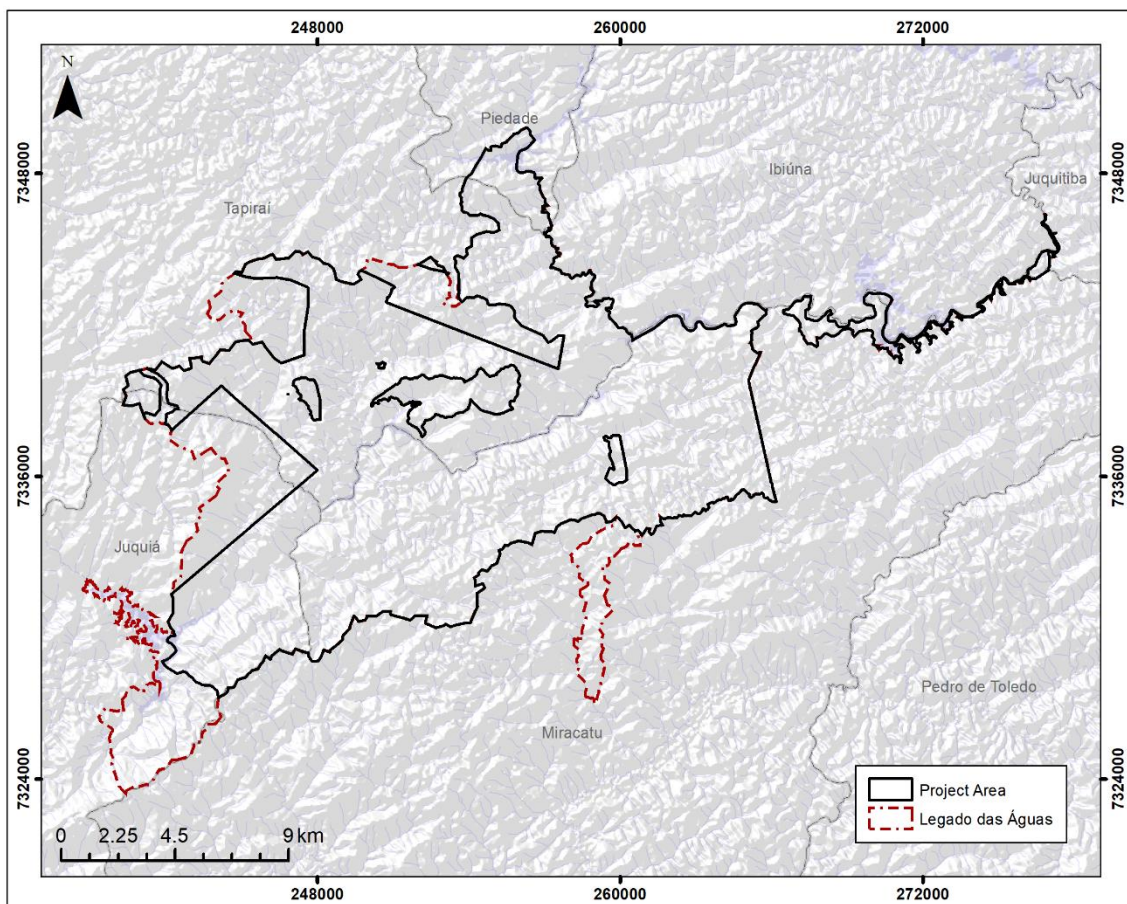 248000
260000
272000
N
Piedade
7348000
7348000
Ibiúna
Juquitiba
Tapiraí
7336000
7336000
Juquiá
Pedro de Toledo
Miracatu
7324000
7324000
Project Area
Legado das Águas
0 2.25 4.5 9 km
248000
260000
272000